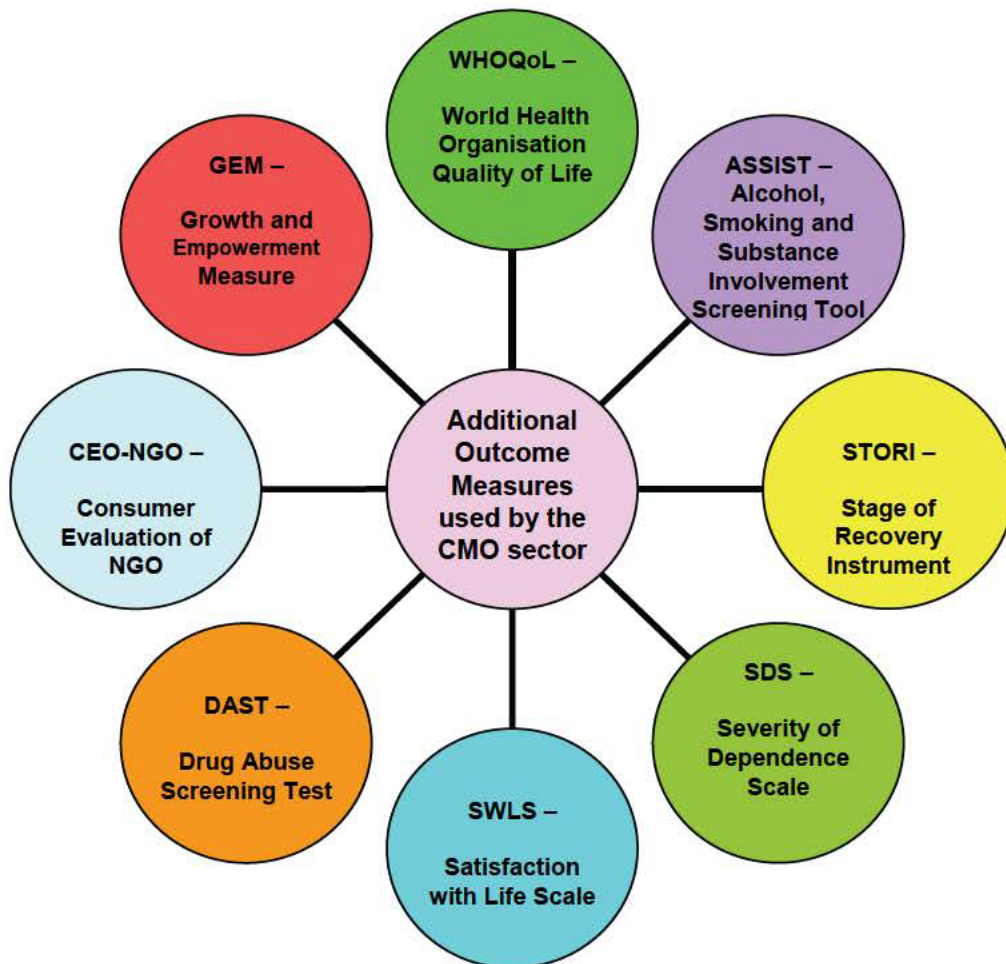 WHOQoL –
World Health
Organisation
Quality of Life
ASSIST –
Alcohol,
Smoking and
Substance
Involvement
Screening Tool
STORI –
Stage of
Recovery
Instrument
SDS –
Severity of
Dependence
Scale
SWLS –
Satisfaction
with Life Scale
DAST –
Drug Abuse
Screening Test
CEO-NGO –
Consumer
Evaluation of
NGO
GEM –
Growth and
Empowerment
Measure
Additional
Outcome
Measures
used by the
CMO sector